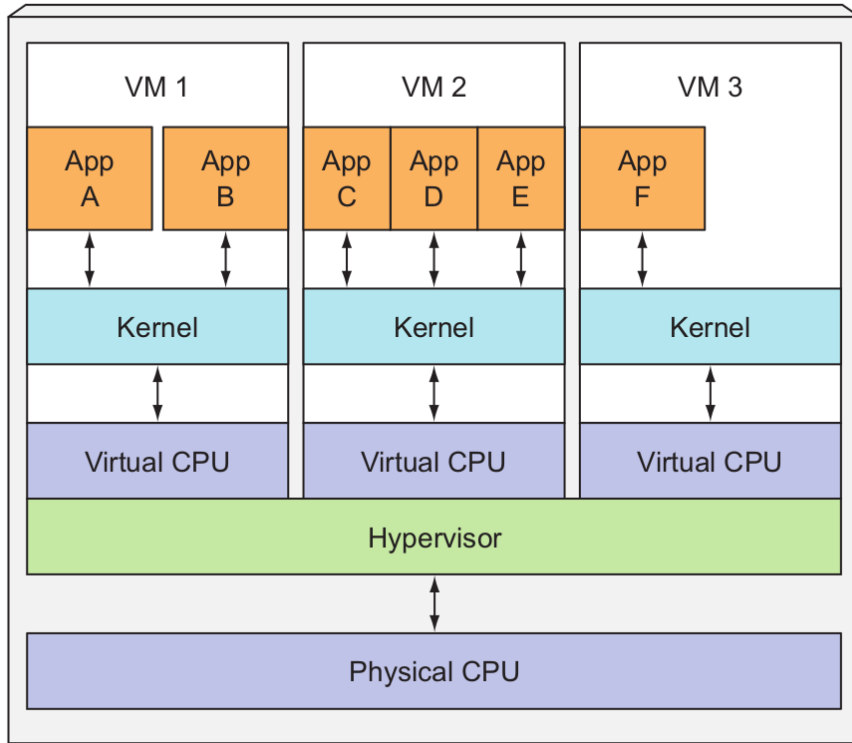 VM 1
VM 2
VM 3
App
A
App
B
App
C
App
D
App
E
App
F
Kernel
Kernel
Kernel
Virtual CPU
Virtual CPU
Virtual CPU
Hypervisor
Physical CPU